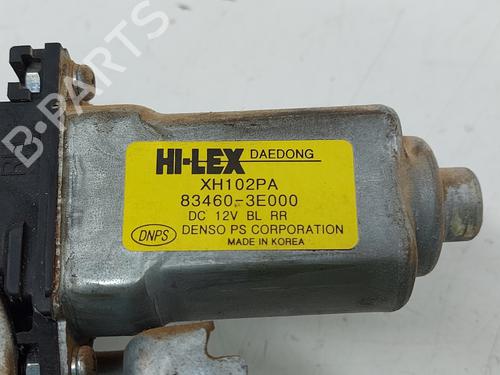 HI-LEX DAEDONG
XH102PA
83460-3E000
DC 12V BL RR
DNPS DENSO PS CORPORATION
MADE IN KOREA
B-PARTS